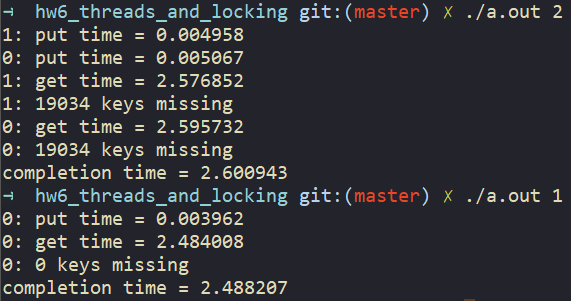 → hw6_threads_and_locking git:(master) ✗ ./a.out 2
1: put time = 0.004958
0: put time = 0.005067
1: get time = 2.576852
1: 19034 keys missing
0: get time = 2.595732
0: 19034 keys missing
completion time = 2.600943
→ hw6_threads_and_locking git:(master) ✗ ./a.out 1
0: put time = 0.003962
0: get time = 2.484008
0: 0 keys missing
completion time = 2.488207